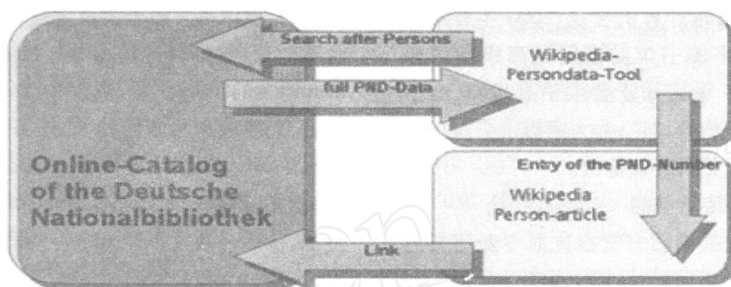 Search after Persons
full PND-Data
Wikipedia-
Persondata-Tool
Online-Catalog
of the Deutsche
Nationalbibliothek
Entry of the PND-Number
Wikipedia
Person-article
Link